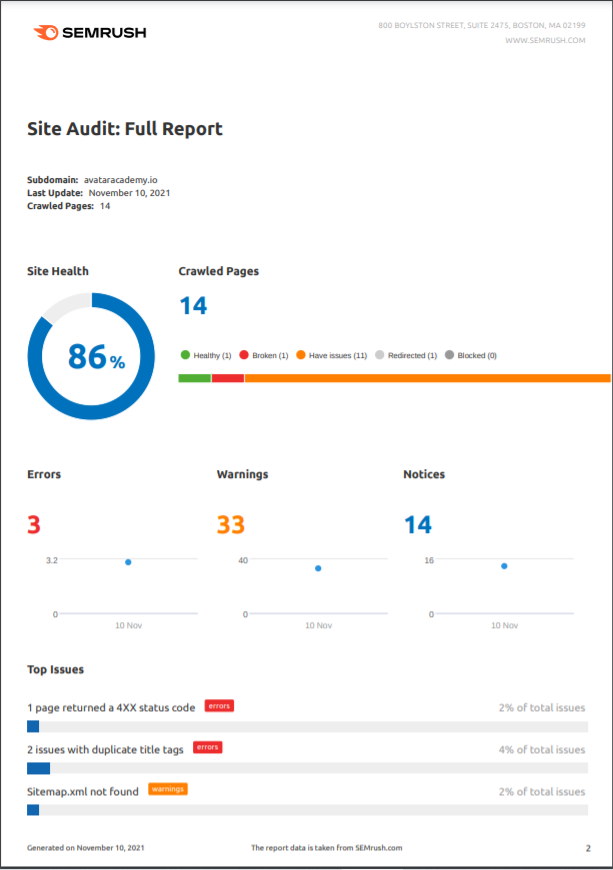 SEMRUSH
800 BOYLSTON STREET, SUITE 2475, BOSTON, MA 02199
WWW.SEMRUSH.COM
Site Audit: Full Report
Subdomain: avataracademy.io
Last Update: November 10, 2021
Crawled Pages: 14
Site Health
86%
Crawled Pages
14
Healthy (1) Broken (1) Have issues (11) Redirected (1) Blocked (0)
Errors Warnings Notices
3 33 14
3.2 40 16
0 0 0
10 Nov 10 Nov 10 Nov
Top Issues
1 page returned a 4XX status code errors 2% of total issues
2 issues with duplicate title tags errors 4% of total issues
Sitemap.xml not found warnings 2% of total issues
Generated on November 10, 2021 The report data is taken from SEMrush.com 2